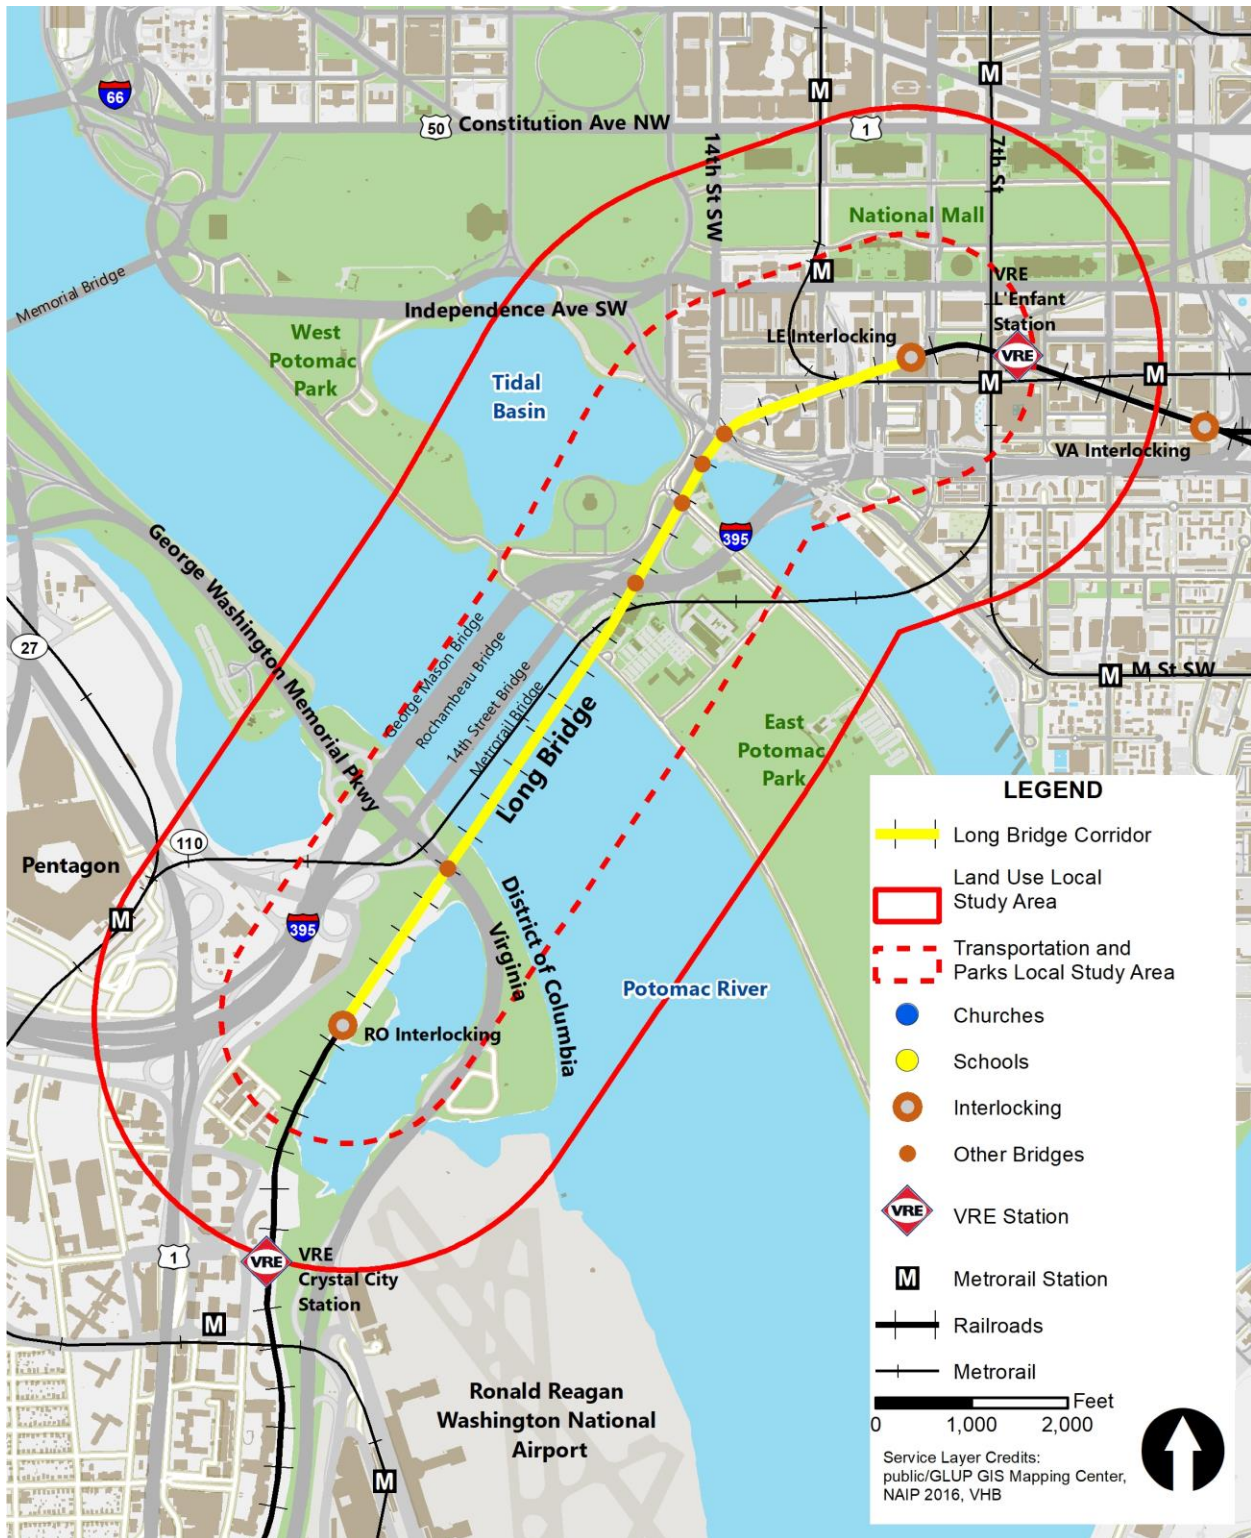 66
50
Constitution Ave NW
1
M
M
14th St SW
7th St
National Mall
Memorial Bridge
Independence Ave SW
M
VRE
L'Enfant
Station
West
Potomac
Park
LE Interlocking
VRE
Tidal
Basin
M
M
VA Interlocking
395
George Washington Memorial Pkwy
27
George Mason Bridge
Rochambeau Bridge
14th Street Bridge
Metrorail Bridge
Long Bridge
M
M St SW
East
Potomac
Park
110
Pentagon
M
395
District of Columbia
Virginia
Potomac River
RO Interlocking
1
VRE
VRE
Crystal City
Station
M
Ronald Reagan
Washington National
Airport
M
LEGEND
Long Bridge Corridor
Land Use Local
Study Area
Transportation and
Parks Local Study Area
Churches
Schools
Interlocking
Other Bridges
VRE
VRE Station
M
Metrorail Station
Railroads
Metrorail
Feet
0 1,000 2,000
Service Layer Credits:
public/GLUP GIS Mapping Center,
NAIP 2016, VHB